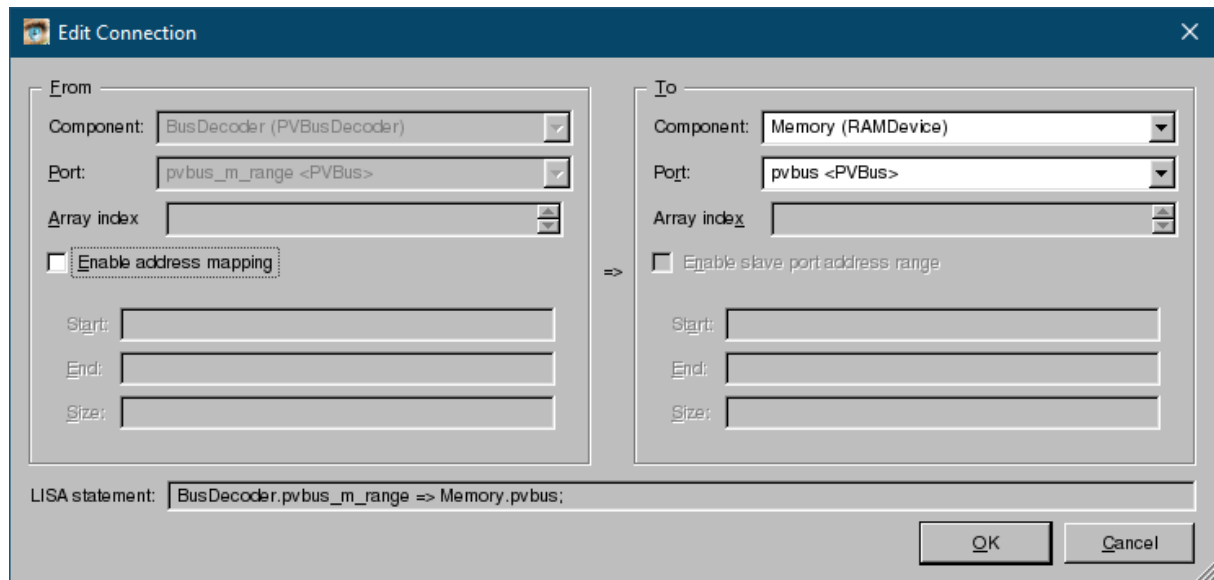 Edit Connection
From
Component: BusDecoder (PVBusDecoder)
Port: pvbus_m_range <PVBus>
Array index
Enable address mapping
Start:
End:
Size:
=>
To
Component: Memory (RAMDevice)
Port: pvbus <PVBus>
Array index
Enable slave port address range
Start:
End:
Size:
LISA statement: BusDecoder.pvbus_m_range => Memory.pvbus;
OK Cancel